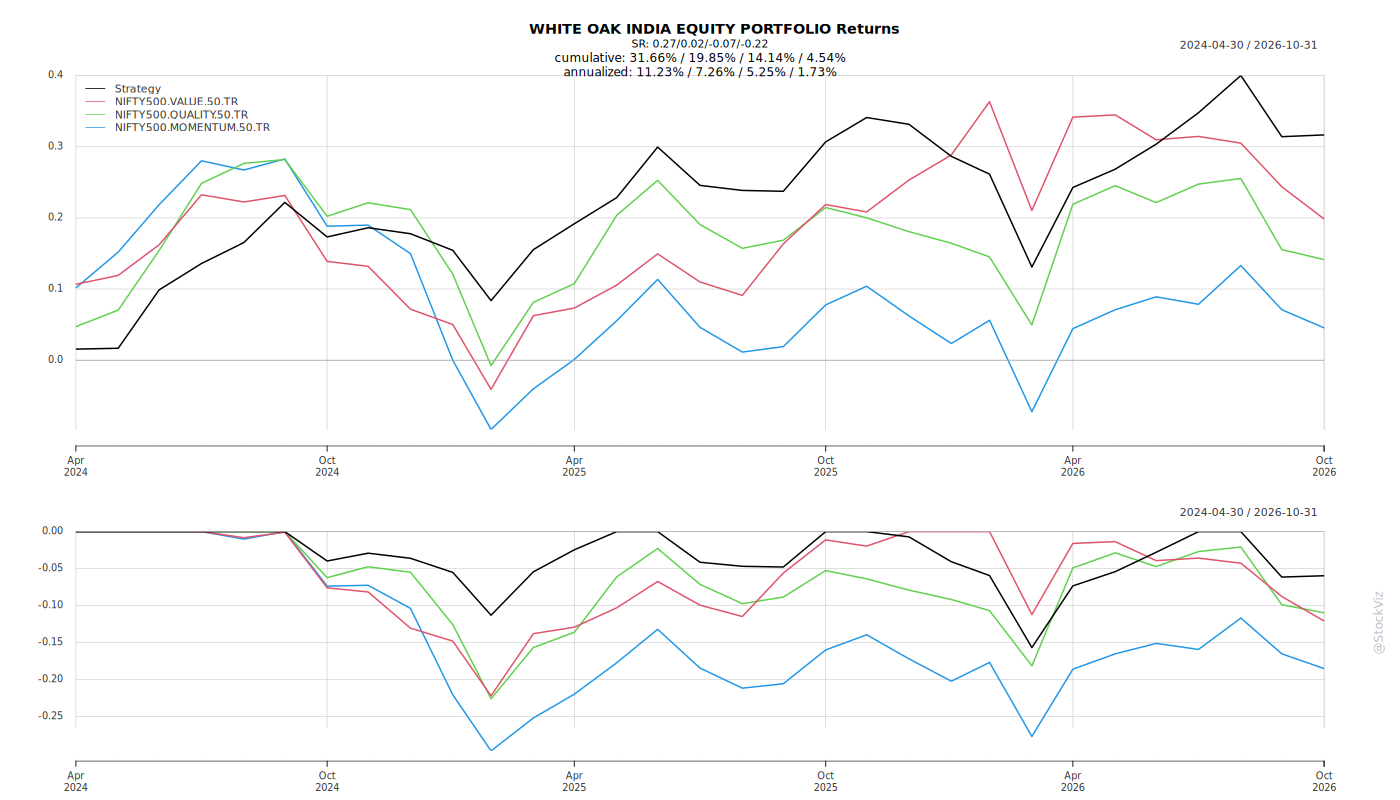 WHITE OAK INDIA EQUITY PORTFOLIO Returns
SR: 0.27/0.02/-0.07/-0.22
cumulative: 31.66% / 19.85% / 14.14% / 4.54%
annualized: 11.23% / 7.26% / 5.25% / 1.73%
2024-04-30 / 2026-10-31
Strategy
NIFTY500.VALUE.50.TR
NIFTY500.QUALITY.50.TR
NIFTY500.MOMENTUM.50.TR
0.4
0.3
0.2
0.1
0.0
Apr
2024
Oct
2024
Apr
2025
Oct
2025
Apr
2026
Oct
2026
2024-04-30 / 2026-10-31
0.00
-0.05
-0.10
-0.15
-0.20
-0.25
Apr
2024
Oct
2024
Apr
2025
Oct
2025
Apr
2026
Oct
2026
@StockViz